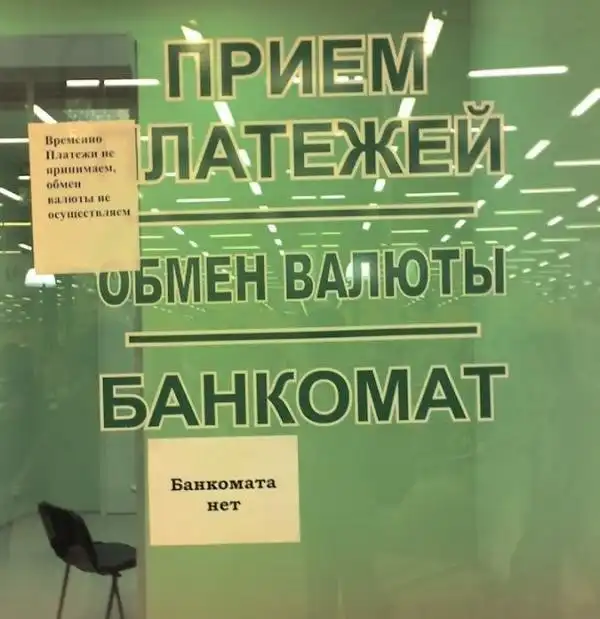 ПРИЕМ
ПЛАТЕЖЕЙ
Временно
Платежи не
принимаем,
обмен
валюты не
осуществляем
ОБМЕН ВАЛЮТЫ
БАНКОМАТ
Банкомата
нет